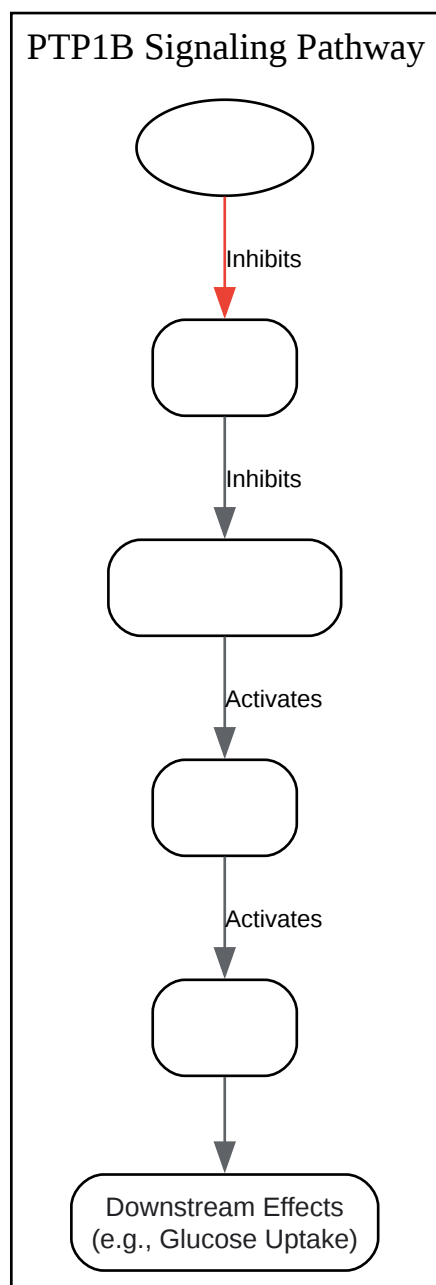 PTP1B Signaling Pathway
Inhibits
Inhibits
Activates
Activates
Downstream Effects
(e.g., Glucose Uptake)